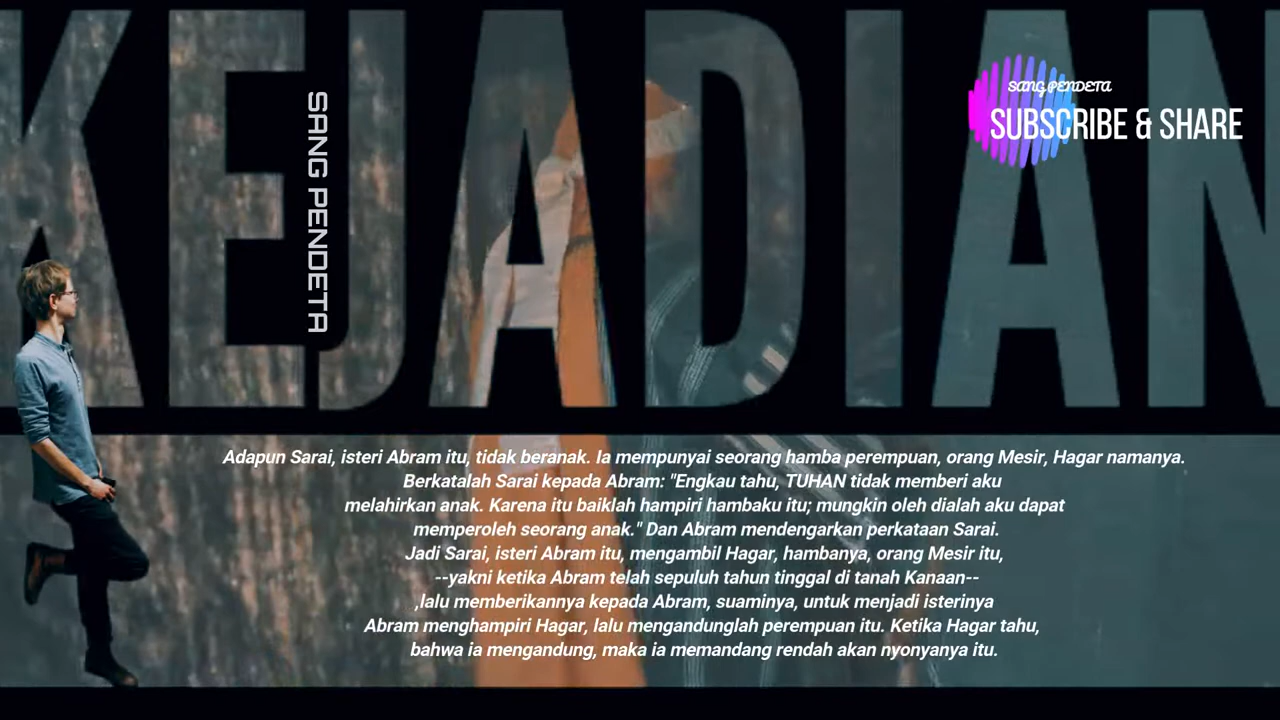 KEJADIAN
SANG PENDETA
SANG PENDETA
SUBSCRIBE & SHARE
Adapun Sarai, isteri Abram itu, tidak beranak. Ia mempunyai seorang hamba perempuan, orang Mesir, Hagar namanya.
Berkatalah Sarai kepada Abram: "Engkau tahu, TUHAN tidak memberi aku
melahirkan anak. Karena itu baiklah hampiri hambaku itu; mungkin oleh dialah aku dapat
memperoleh seorang anak." Dan Abram mendengarkan perkataan Sarai.
Jadi Sarai, isteri Abram itu, mengambil Hagar, hambanya, orang Mesir itu,
--yakni ketika Abram telah sepuluh tahun tinggal di tanah Kanaan--
,lalu memberikannya kepada Abram, suaminya, untuk menjadi isterinya
Abram menghampiri Hagar, lalu mengandunglah perempuan itu. Ketika Hagar tahu,
bahwa ia mengandung, maka ia memandang rendah akan nyonyanya itu.